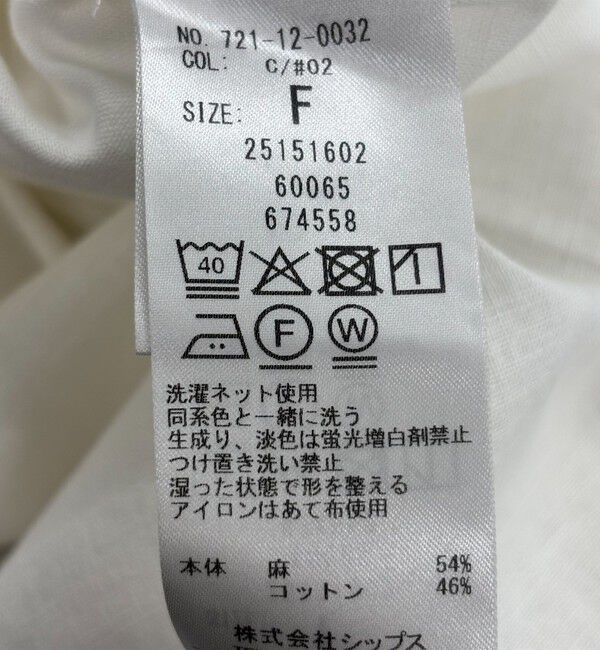 NO. 721-12-0032
COL: C/#02
SIZE: F
25151602
60065
674558
40
F W
洗濯ネット使用
同系色と一緒に洗う
生成り、淡色は蛍光増白剤禁止
つけ置き洗い禁止
湿った状態で形を整える
アイロンはあて布使用
本体 麻 54%
コットン 46%
株式会社シップス